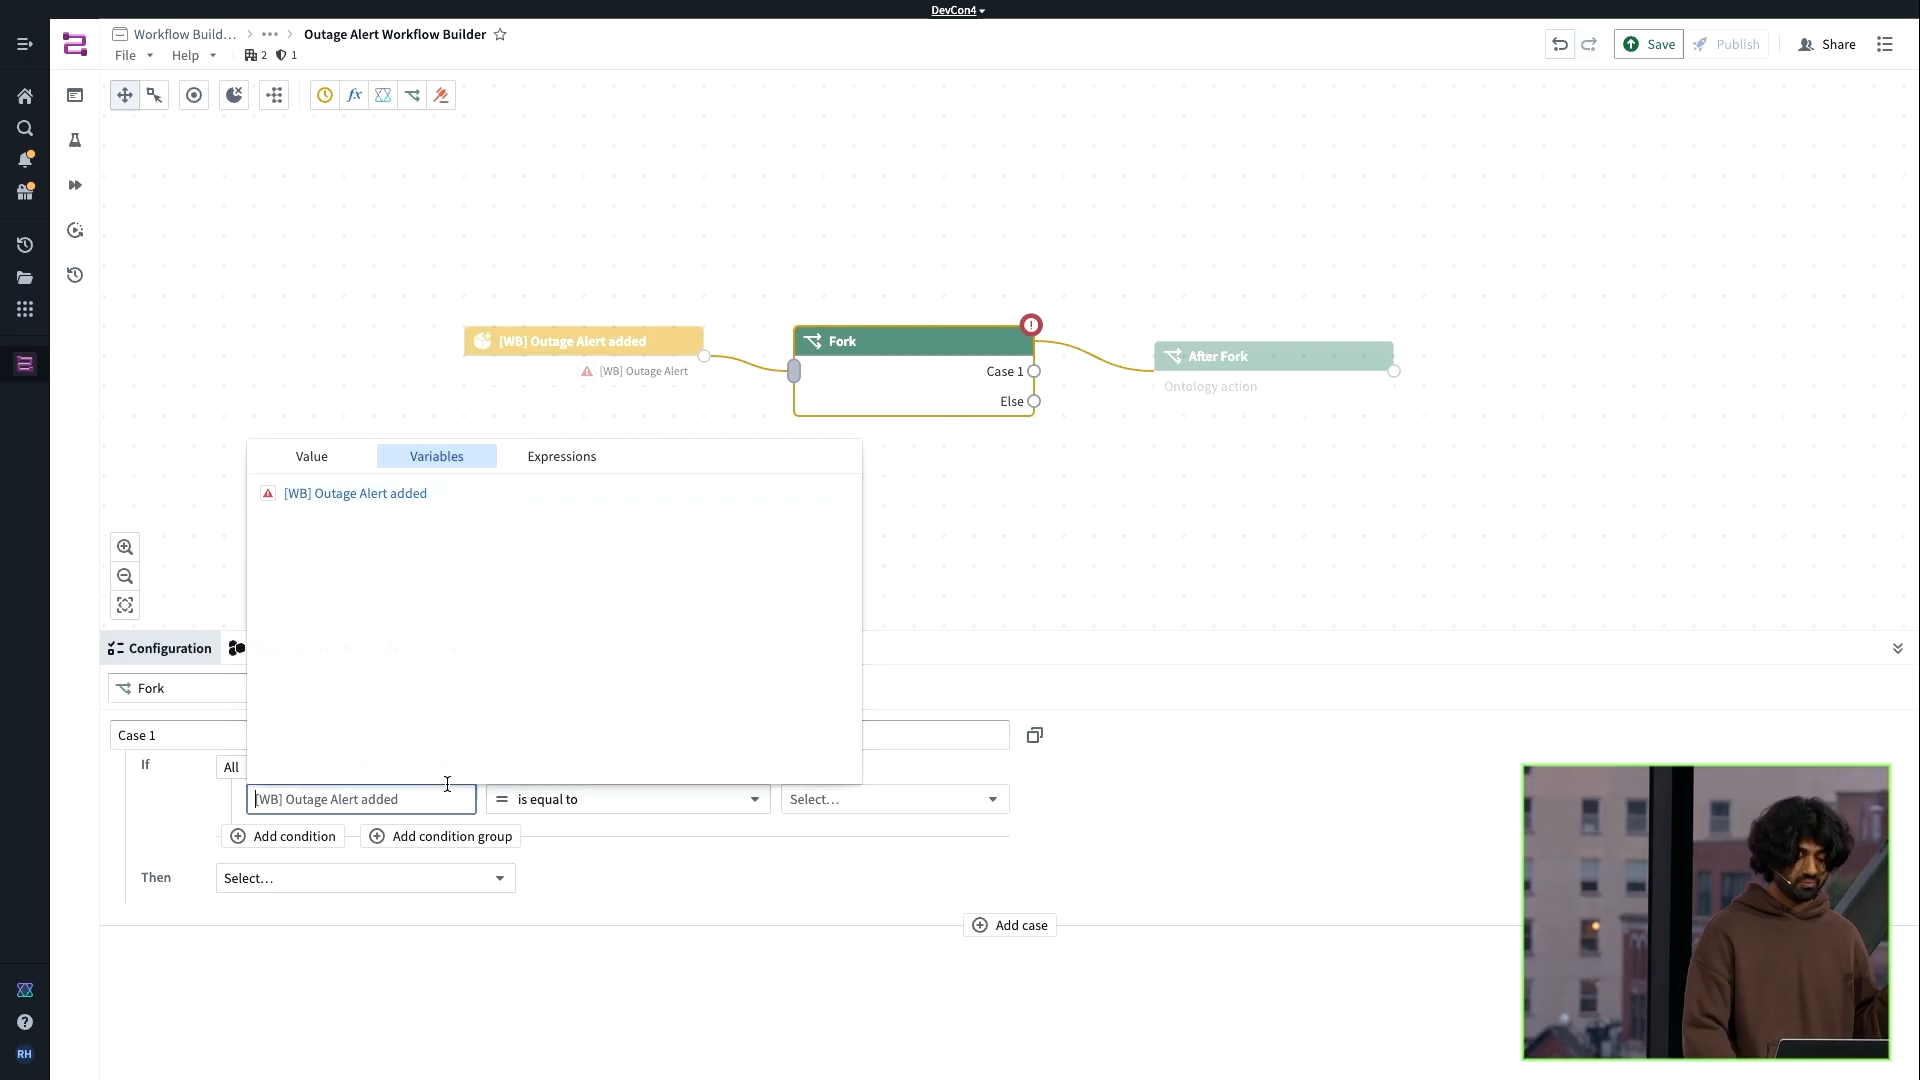 DevCon4
Workflow Build… > ··· > Outage Alert Workflow Builder
File Help 2 1
Save Publish Share
fx
[WB] Outage Alert added
[WB] Outage Alert
Fork
Case 1
Else
After Fork
Ontology action
Value Variables Expressions
[WB] Outage Alert added
Configuration
Fork
Case 1
If All
[WB] Outage Alert added is equal to Select…
Add condition Add condition group
Then Select…
Add case
RH